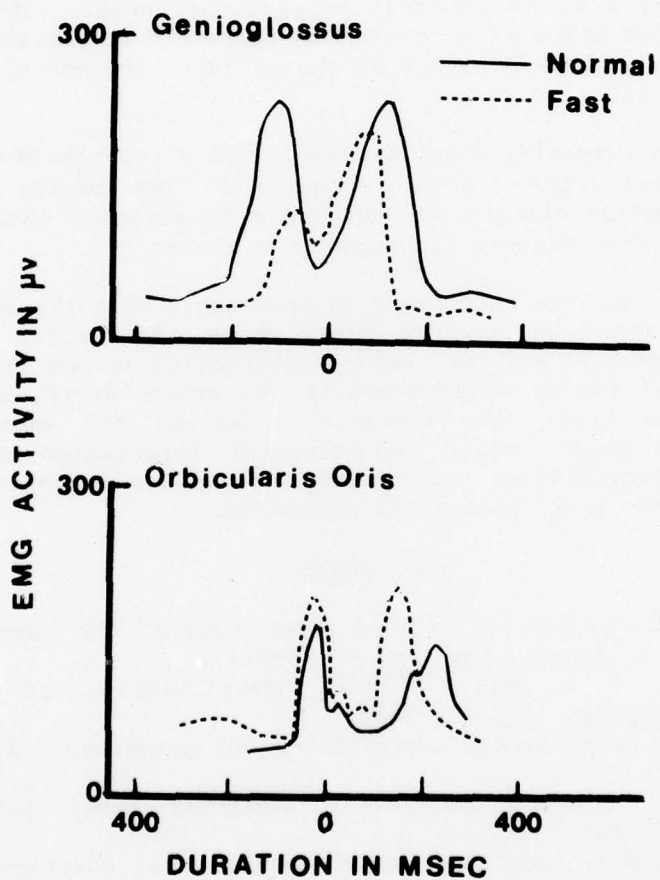 Genioglossus
300
Normal
Fast
0
0
400
EMG ACTIVITY IN μv
Orbicularis Oris
300
0
400
0
400
DURATION IN MSEC